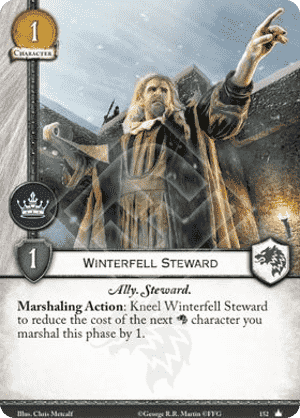 1
CHARACTER
1
WINTERFELL STEWARD
Ally. Steward.
Marshaling Action: Kneel Winterfell Steward
to reduce the cost of the next character you
marshal this phase by 1.
Illus. Chris Metcalf ©George R.R. Martin ©FFG 152